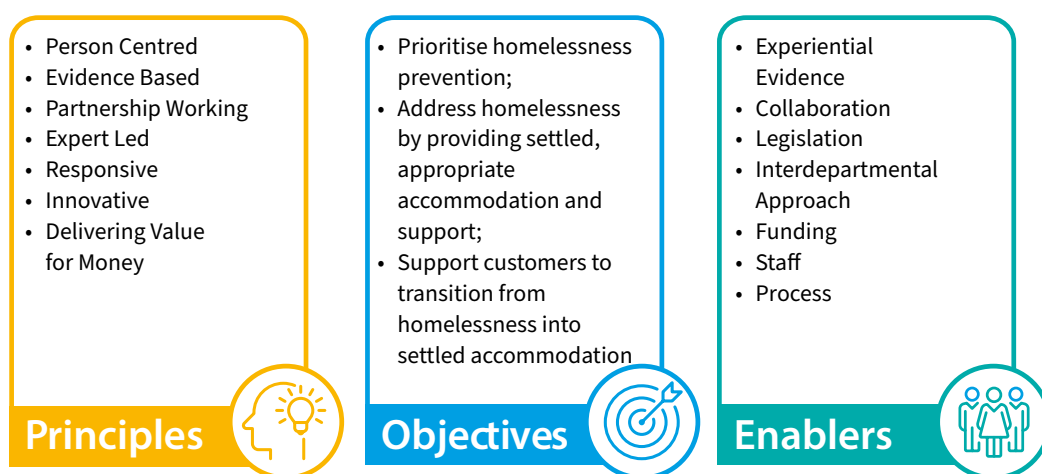 • Person Centred
• Evidence Based
• Partnership Working
• Expert Led
• Responsive
• Innovative
• Delivering Value
for Money
Principles
• Prioritise homelessness
prevention;
• Address homelessness
by providing settled,
appropriate
accommodation and
support;
• Support customers to
transition from
homelessness into
settled accommodation
Objectives
• Experiential
Evidence
• Collaboration
• Legislation
• Interdepartmental
Approach
• Funding
• Staff
• Process
Enablers